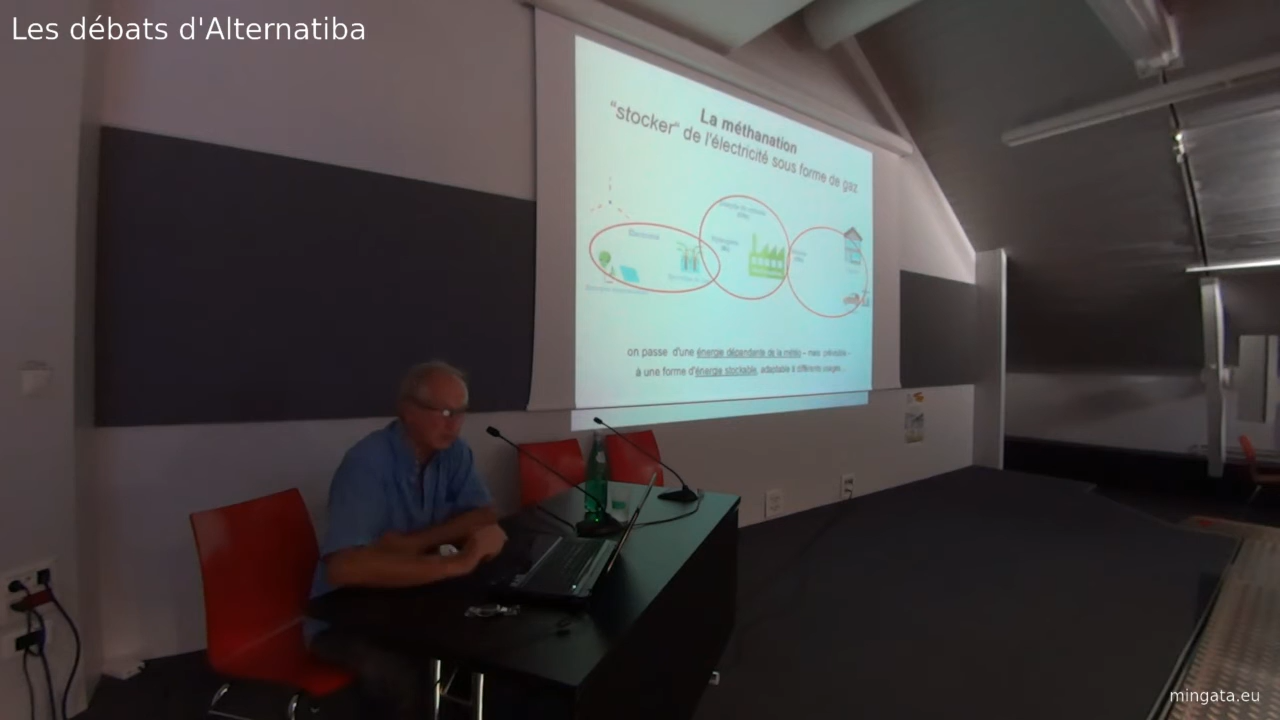 Les débats d'Alternatiba
La méthanation
"stocker" de l'électricité sous forme de gaz
on passe d'une énergie dépendante de la météo - mais prévisible -
à une forme d'énergie stockable, adaptable à différents usages...
mingata.eu